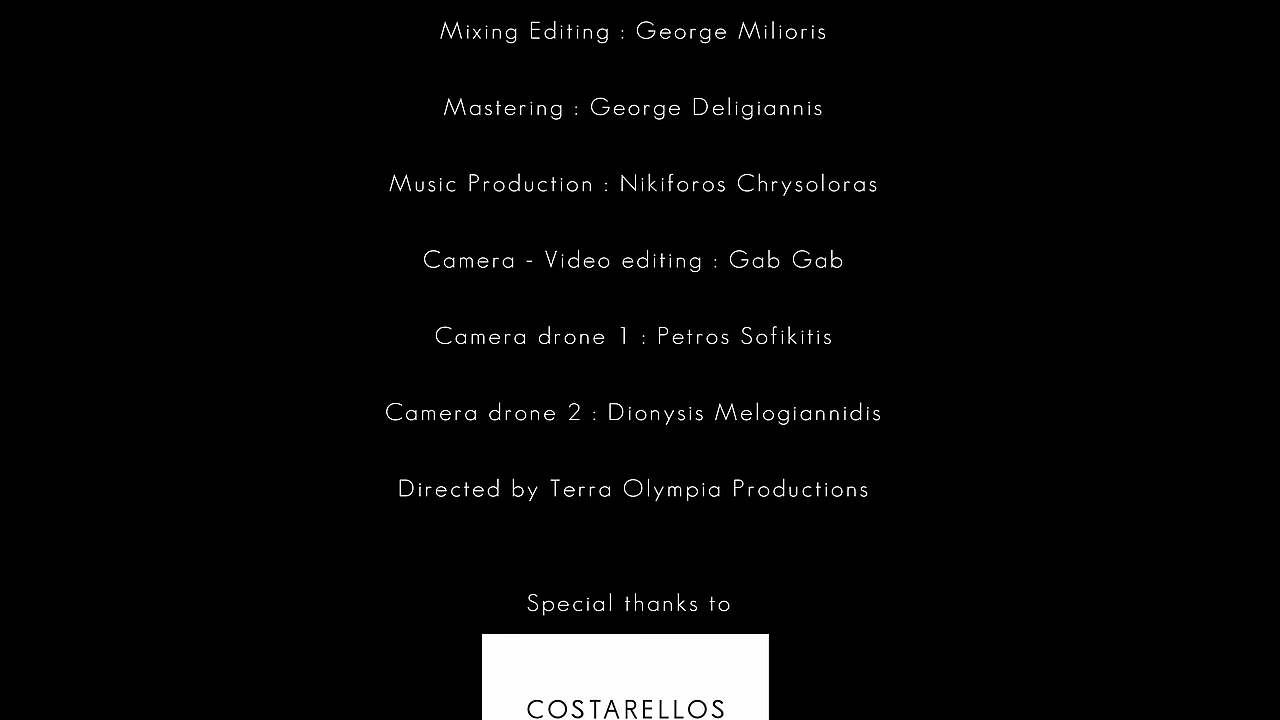 Mixing Editing : George Milioris
Mastering : George Deligiannis
Music Production : Nikiforos Chrysoloras
Camera - Video editing : Gab Gab
Camera drone 1 : Petros Sofikitis
Camera drone 2 : Dionysis Melogiannidis
Directed by Terra Olympia Productions
Special thanks to
COSTARELLOS